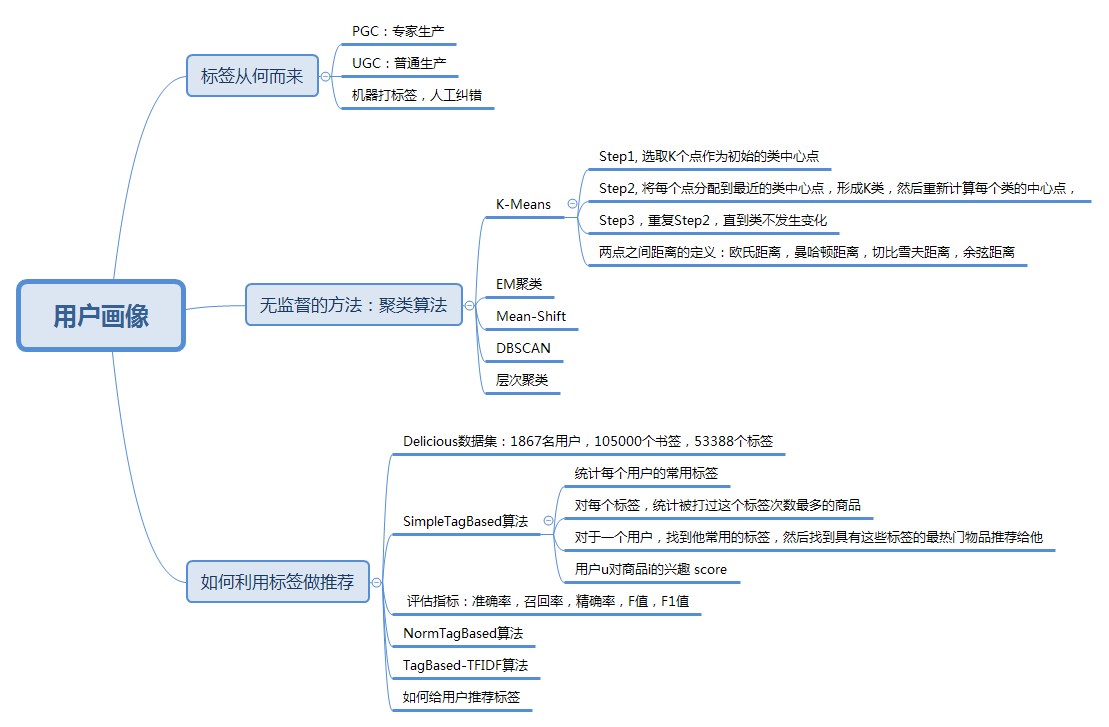 用户画像
标签从何而来
PGC：专家生产
UGC：普通生产
机器打标签，人工纠错
无监督的方法：聚类算法
K-Means
Step1, 选取K个点作为初始的类中心点
Step2, 将每个点分配到最近的类中心点，形成K类，然后重新计算每个类的中心点，
Step3，重复Step2，直到类不发生变化
两点之间距离的定义：欧氏距离，曼哈顿距离，切比雪夫距离，余弦距离
EM聚类
Mean-Shift
DBSCAN
层次聚类
如何利用标签做推荐
Delicious数据集：1867名用户，105000个书签，53388个标签
SimpleTagBased算法
统计每个用户的常用标签
对每个标签，统计被打过这个标签次数最多的商品
对于一个用户，找到他常用的标签，然后找到具有这些标签的最热门物品推荐给他
用户u对商品i的兴趣 score
评估指标：准确率，召回率，精确率，F值，F1值
NormTagBased算法
TagBased-TFIDF算法
如何给用户推荐标签